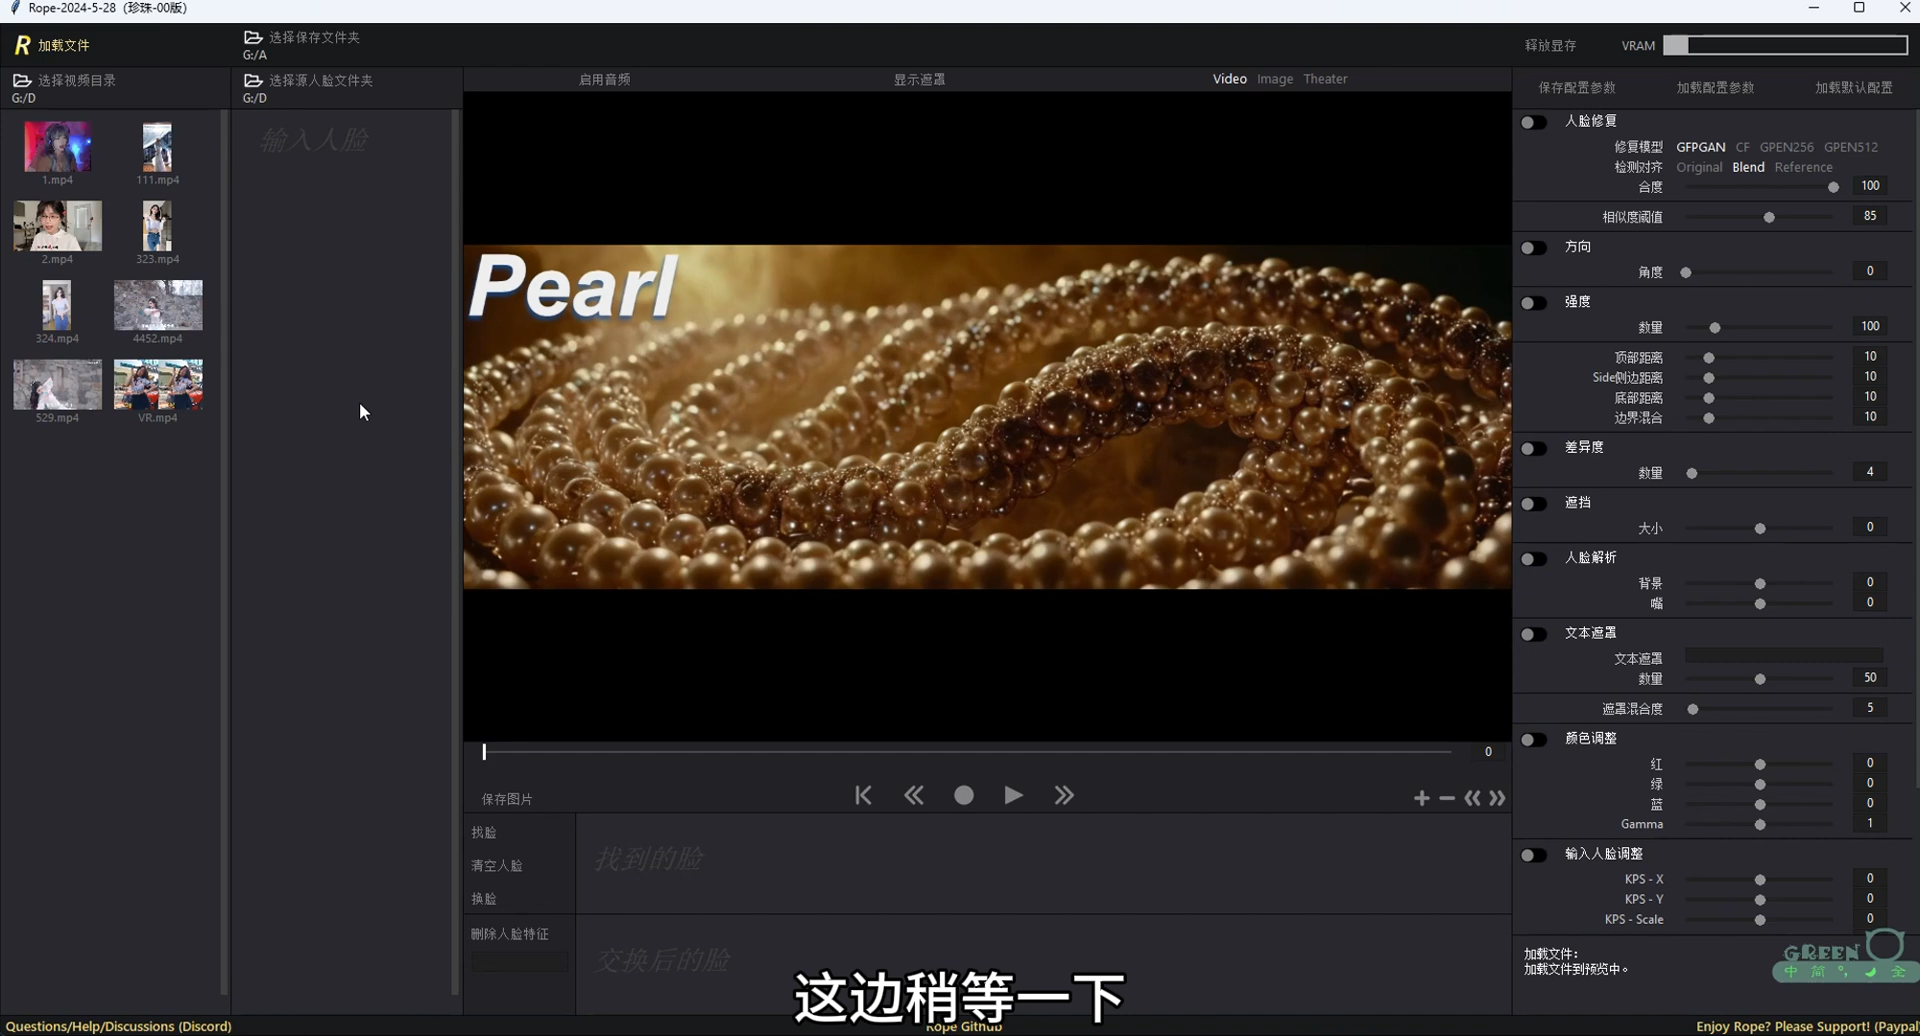 Rope-2024-5-28（珍珠-00版）
R 加载文件
选择保存文件夹
G:/A
释放显存
VRAM
选择视频目录
G:/D
选择源人脸文件夹
G:/D
启用音频
显示遮罩
Video Image Theater
保存配置参数
加载配置参数
加载默认配置
输入人脸
1.mp4
111.mp4
2.mp4
323.mp4
324.mp4
4452.mp4
529.mp4
VR.mp4
Pearl
0
保存图片
找脸
清空人脸
换脸
找到的脸
删除人脸特征
交换后的脸
人脸修复
修复模型 GFPGAN CF GPEN256 GPEN512
检测对齐 Original Blend Reference
合度 100
相似度阈值 85
方向
角度 0
强度
数量 100
顶部距离 10
Side侧边距离 10
底部距离 10
边界混合 10
差异度
数量 4
遮挡
大小 0
人脸解析
背景 0
嘴 0
文本遮罩
文本遮罩
数量 50
遮罩混合度 5
颜色调整
红 0
绿 0
蓝 0
Gamma 1
输入人脸调整
KPS - X 0
KPS - Y 0
KPS - Scale 0
加载文件：
加载文件到预览中。
GREEN
中 简 °, 全
这边稍等一下
Questions/Help/Discussions (Discord)
Rope Github
Enjoy Rope? Please Support! (Paypal